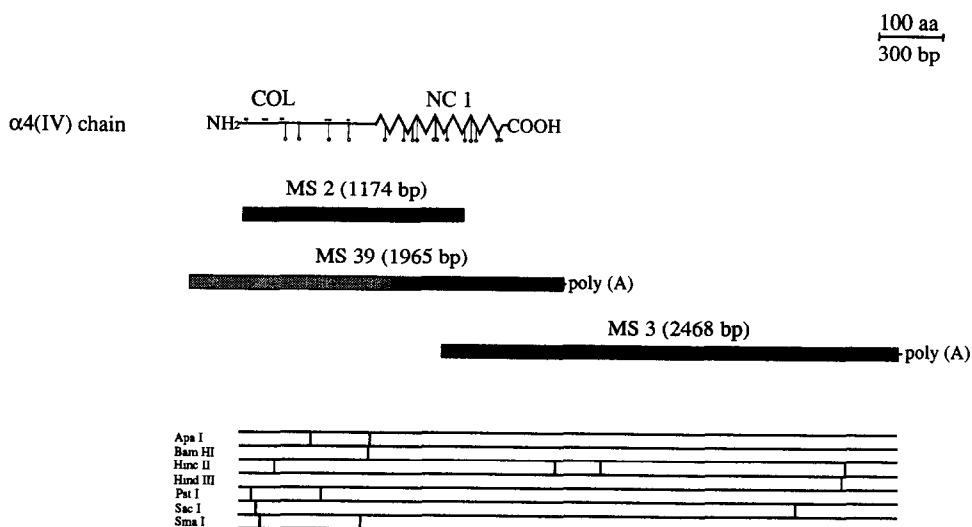 100 aa
300 bp
COL
NC 1
α4(IV) chain
NH2
COOH
MS 2 (1174 bp)
MS 39 (1965 bp)
poly (A)
MS 3 (2468 bp)
poly (A)
Apa I
Bam HI
Hinc II
Hind III
Pst I
Sac I
Sma I